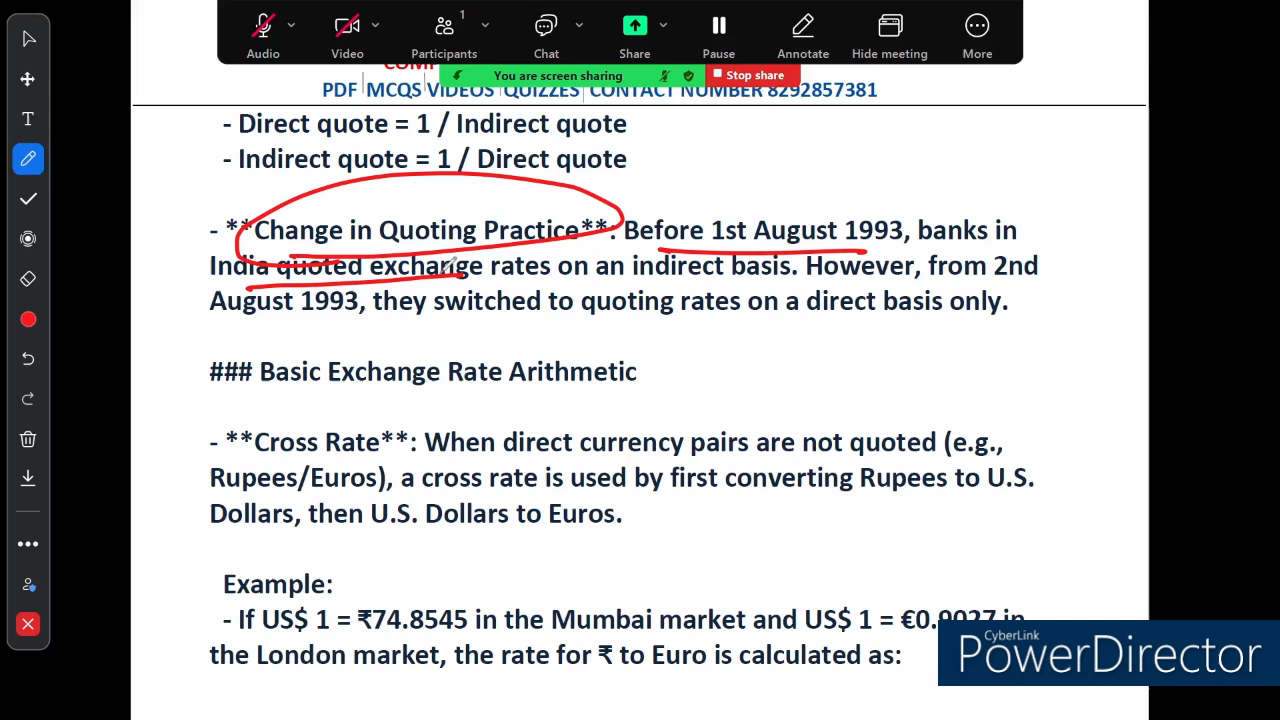 1
Audio Video Participants Chat Share Pause Annotate Hide meeting More
You are screen sharing Stop share
PDF MCQS VIDEOS QUIZZES CONTACT NUMBER 8292857381
T
- Direct quote = 1 / Indirect quote
- Indirect quote = 1 / Direct quote
- **Change in Quoting Practice**: Before 1st August 1993, banks in
India quoted exchange rates on an indirect basis. However, from 2nd
August 1993, they switched to quoting rates on a direct basis only.
### Basic Exchange Rate Arithmetic
- **Cross Rate**: When direct currency pairs are not quoted (e.g.,
Rupees/Euros), a cross rate is used by first converting Rupees to U.S.
Dollars, then U.S. Dollars to Euros.
Example:
- If US$ 1 = ₹74.8545 in the Mumbai market and US$ 1 = €0.9027 in
the London market, the rate for ₹ to Euro is calculated as:
CyberLink
PowerDirector